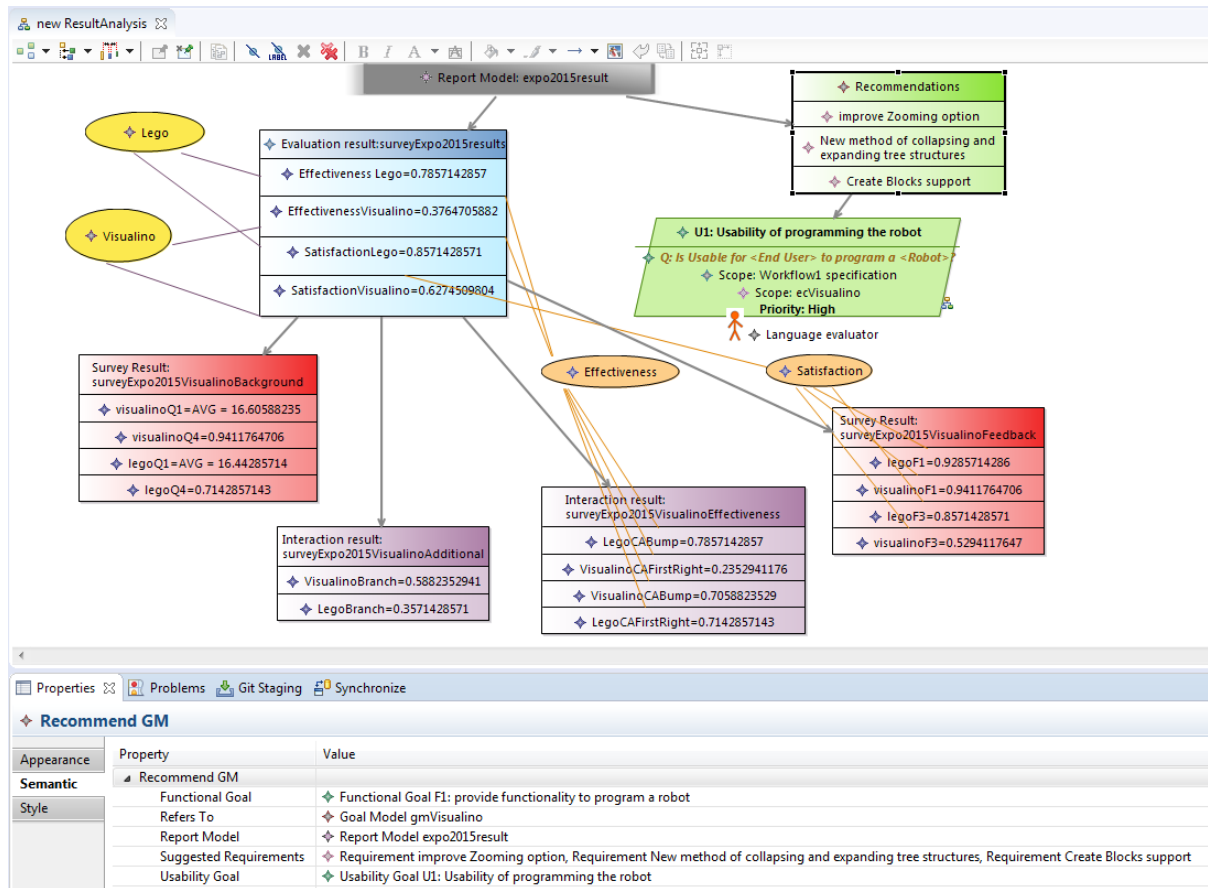 new ResultAnalysis
LABEL
B I A
Report Model: expo2015result
Recommendations
improve Zooming option
New method of collapsing and
expanding tree structures
Create Blocks support
Lego
Visualino
Evaluation result:surveyExpo2015results
Effectiveness Lego=0.7857142857
EffectivenessVisualino=0.3764705882
SatisfactionLego=0.8571428571
SatisfactionVisualino=0.6274509804
U1: Usability of programming the robot
Q: Is Usable for <End User> to program a <Robot>?
Scope: Workflow1 specification
Scope: ecVisualino
Priority: High
Language evaluator
Survey Result:
surveyExpo2015VisualinoBackground
visualinoQ1=AVG = 16.60588235
visualinoQ4=0.9411764706
legoQ1=AVG = 16.44285714
legoQ4=0.7142857143
Effectiveness
Satisfaction
Survey Result:
surveyExpo2015VisualinoFeedback
legoF1=0.9285714286
visualinoF1=0.9411764706
legoF3=0.8571428571
visualinoF3=0.5294117647
Interaction result:
surveyExpo2015VisualinoAdditional
VisualinoBranch=0.5882352941
LegoBranch=0.3571428571
Interaction result:
surveyExpo2015VisualinoEffectiveness
LegoCABump=0.7857142857
VisualinoCAFirstRight=0.2352941176
VisualinoCABump=0.7058823529
LegoCAFirstRight=0.7142857143
Properties Problems Git Staging Synchronize
Recommend GM
Appearance
Semantic
Style
Property Value
Recommend GM
Functional Goal Functional Goal F1: provide functionality to program a robot
Refers To Goal Model gmVisualino
Report Model Report Model expo2015result
Suggested Requirements Requirement improve Zooming option, Requirement New method of collapsing and expanding tree structures, Requirement Create Blocks support
Usability Goal Usability Goal U1: Usability of programming the robot